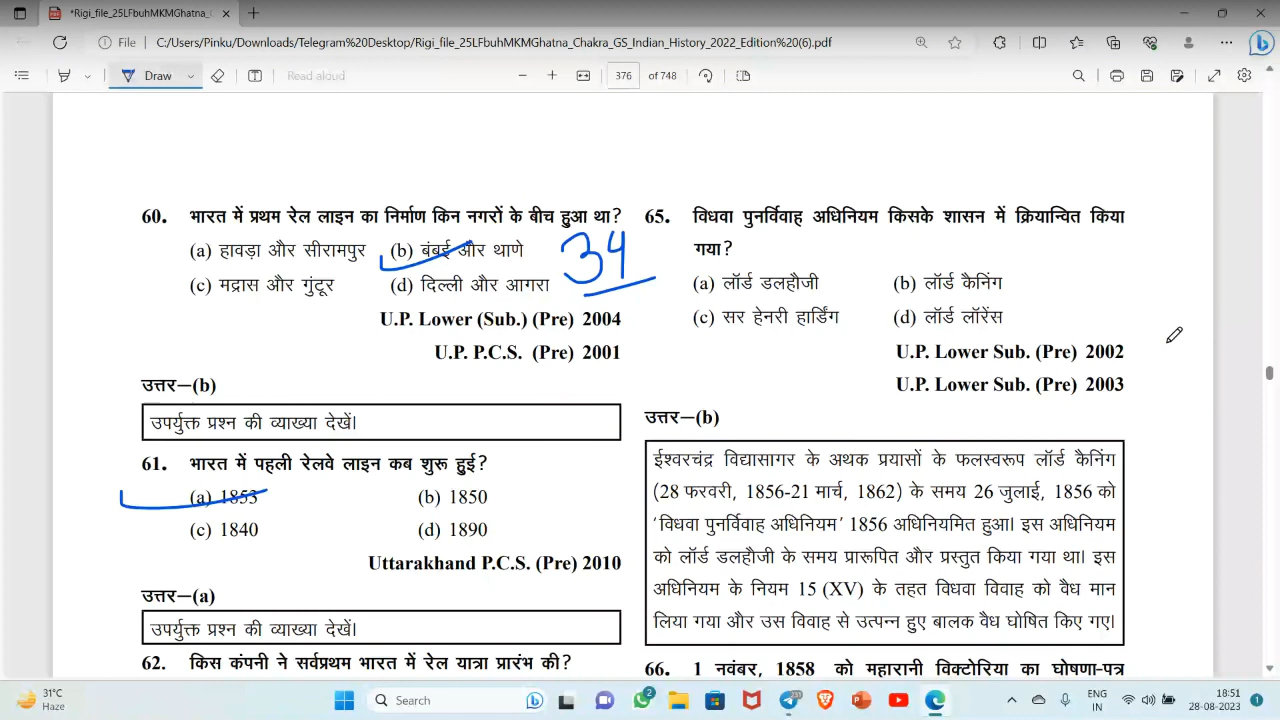 *Rigi_file_25LFbuhMKMGhatna_
File
C:/Users/Pinku/Downloads/Telegram%20Desktop/Rigi_file_25LFbuhMKMGhatna_Chakra_GS_Indian_History_2022_Edition%20(6).pdf
Draw
Read aloud
376 of 748
60. भारत में प्रथम रेल लाइन का निर्माण किन नगरों के बीच हुआ था?
(a) हावड़ा और सीरामपुर (b) बंबई और थाणे
34
(c) मद्रास और गुंटूर (d) दिल्ली और आगरा
U.P. Lower (Sub.) (Pre) 2004
U.P. P.C.S. (Pre) 2001
उत्तर–(b)
उपर्युक्त प्रश्न की व्याख्या देखें।
61. भारत में पहली रेलवे लाइन कब शुरू हुई?
(a) 1853 (b) 1850
(c) 1840 (d) 1890
Uttarakhand P.C.S. (Pre) 2010
उत्तर–(a)
उपर्युक्त प्रश्न की व्याख्या देखें।
62. किस कंपनी ने सर्वप्रथम भारत में रेल यात्रा प्रारंभ की?
65. विधवा पुनर्विवाह अधिनियम किसके शासन में क्रियान्वित किया
गया?
(a) लॉर्ड डलहौजी (b) लॉर्ड कैनिंग
(c) सर हेनरी हार्डिंग (d) लॉर्ड लॉरेंस
U.P. Lower Sub. (Pre) 2002
U.P. Lower Sub. (Pre) 2003
उत्तर–(b)
ईश्वरचंद्र विद्यासागर के अथक प्रयासों के फलस्वरूप लॉर्ड कैनिंग
(28 फरवरी, 1856-21 मार्च, 1862) के समय 26 जुलाई, 1856 को
'विधवा पुनर्विवाह अधिनियम' 1856 अधिनियमित हुआ। इस अधिनियम
को लॉर्ड डलहौजी के समय प्रारूपित और प्रस्तुत किया गया था। इस
अधिनियम के नियम 15 (XV) के तहत विधवा विवाह को वैध मान
लिया गया और उस विवाह से उत्पन्न हुए बालक वैध घोषित किए गए।
66. 1 नवंबर, 1858 को महारानी विक्टोरिया का घोषणा-पत्र
31°C
Haze
Search
2
231
ENG
IN
18:51
28-08-2023
1